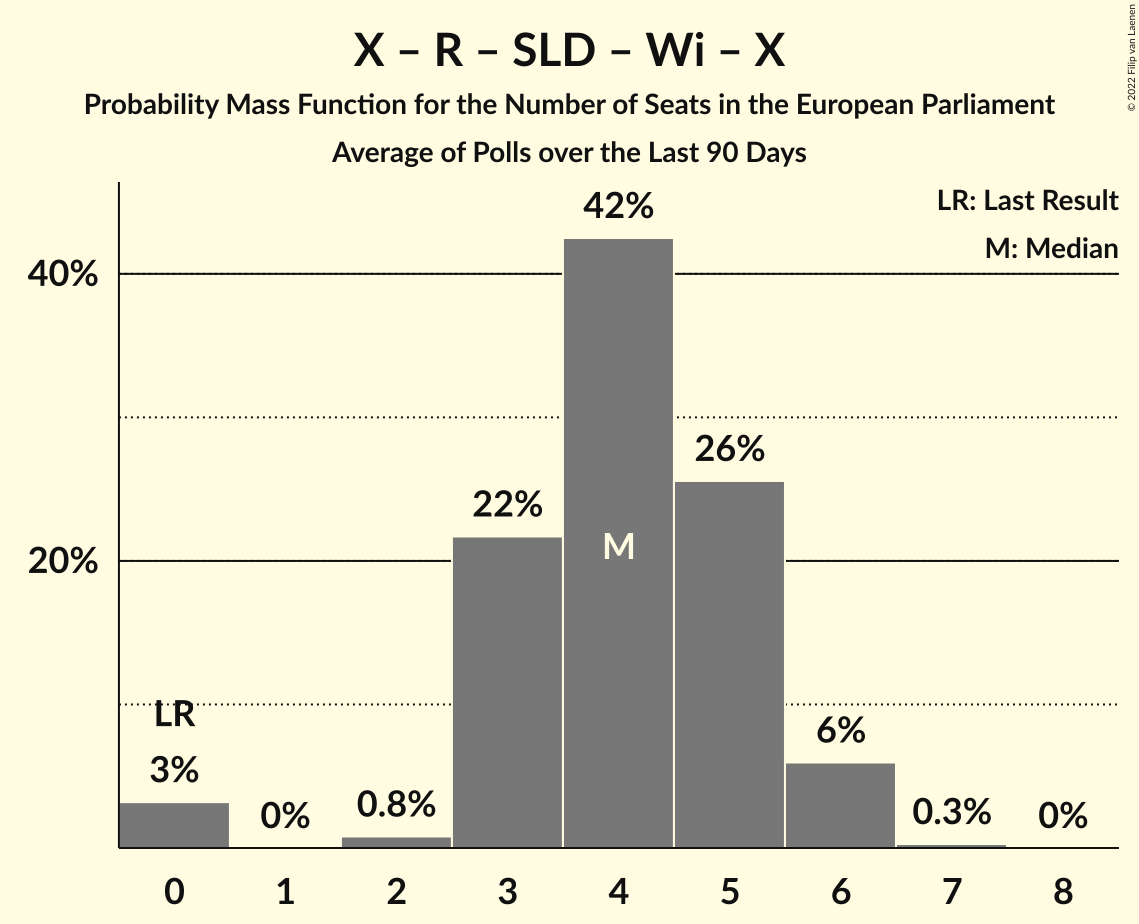 X – R – SLD – Wi – X
Probability Mass Function for the Number of Seats in the European Parliament
Average of Polls over the Last 90 Days
© 2022 Filip van Laenen
LR: Last Result
M: Median
42%
40%
26%
22%
M
20%
LR
6%
3%
0%
0.8%
0.3%
0%
0 1 2 3 4 5 6 7 8